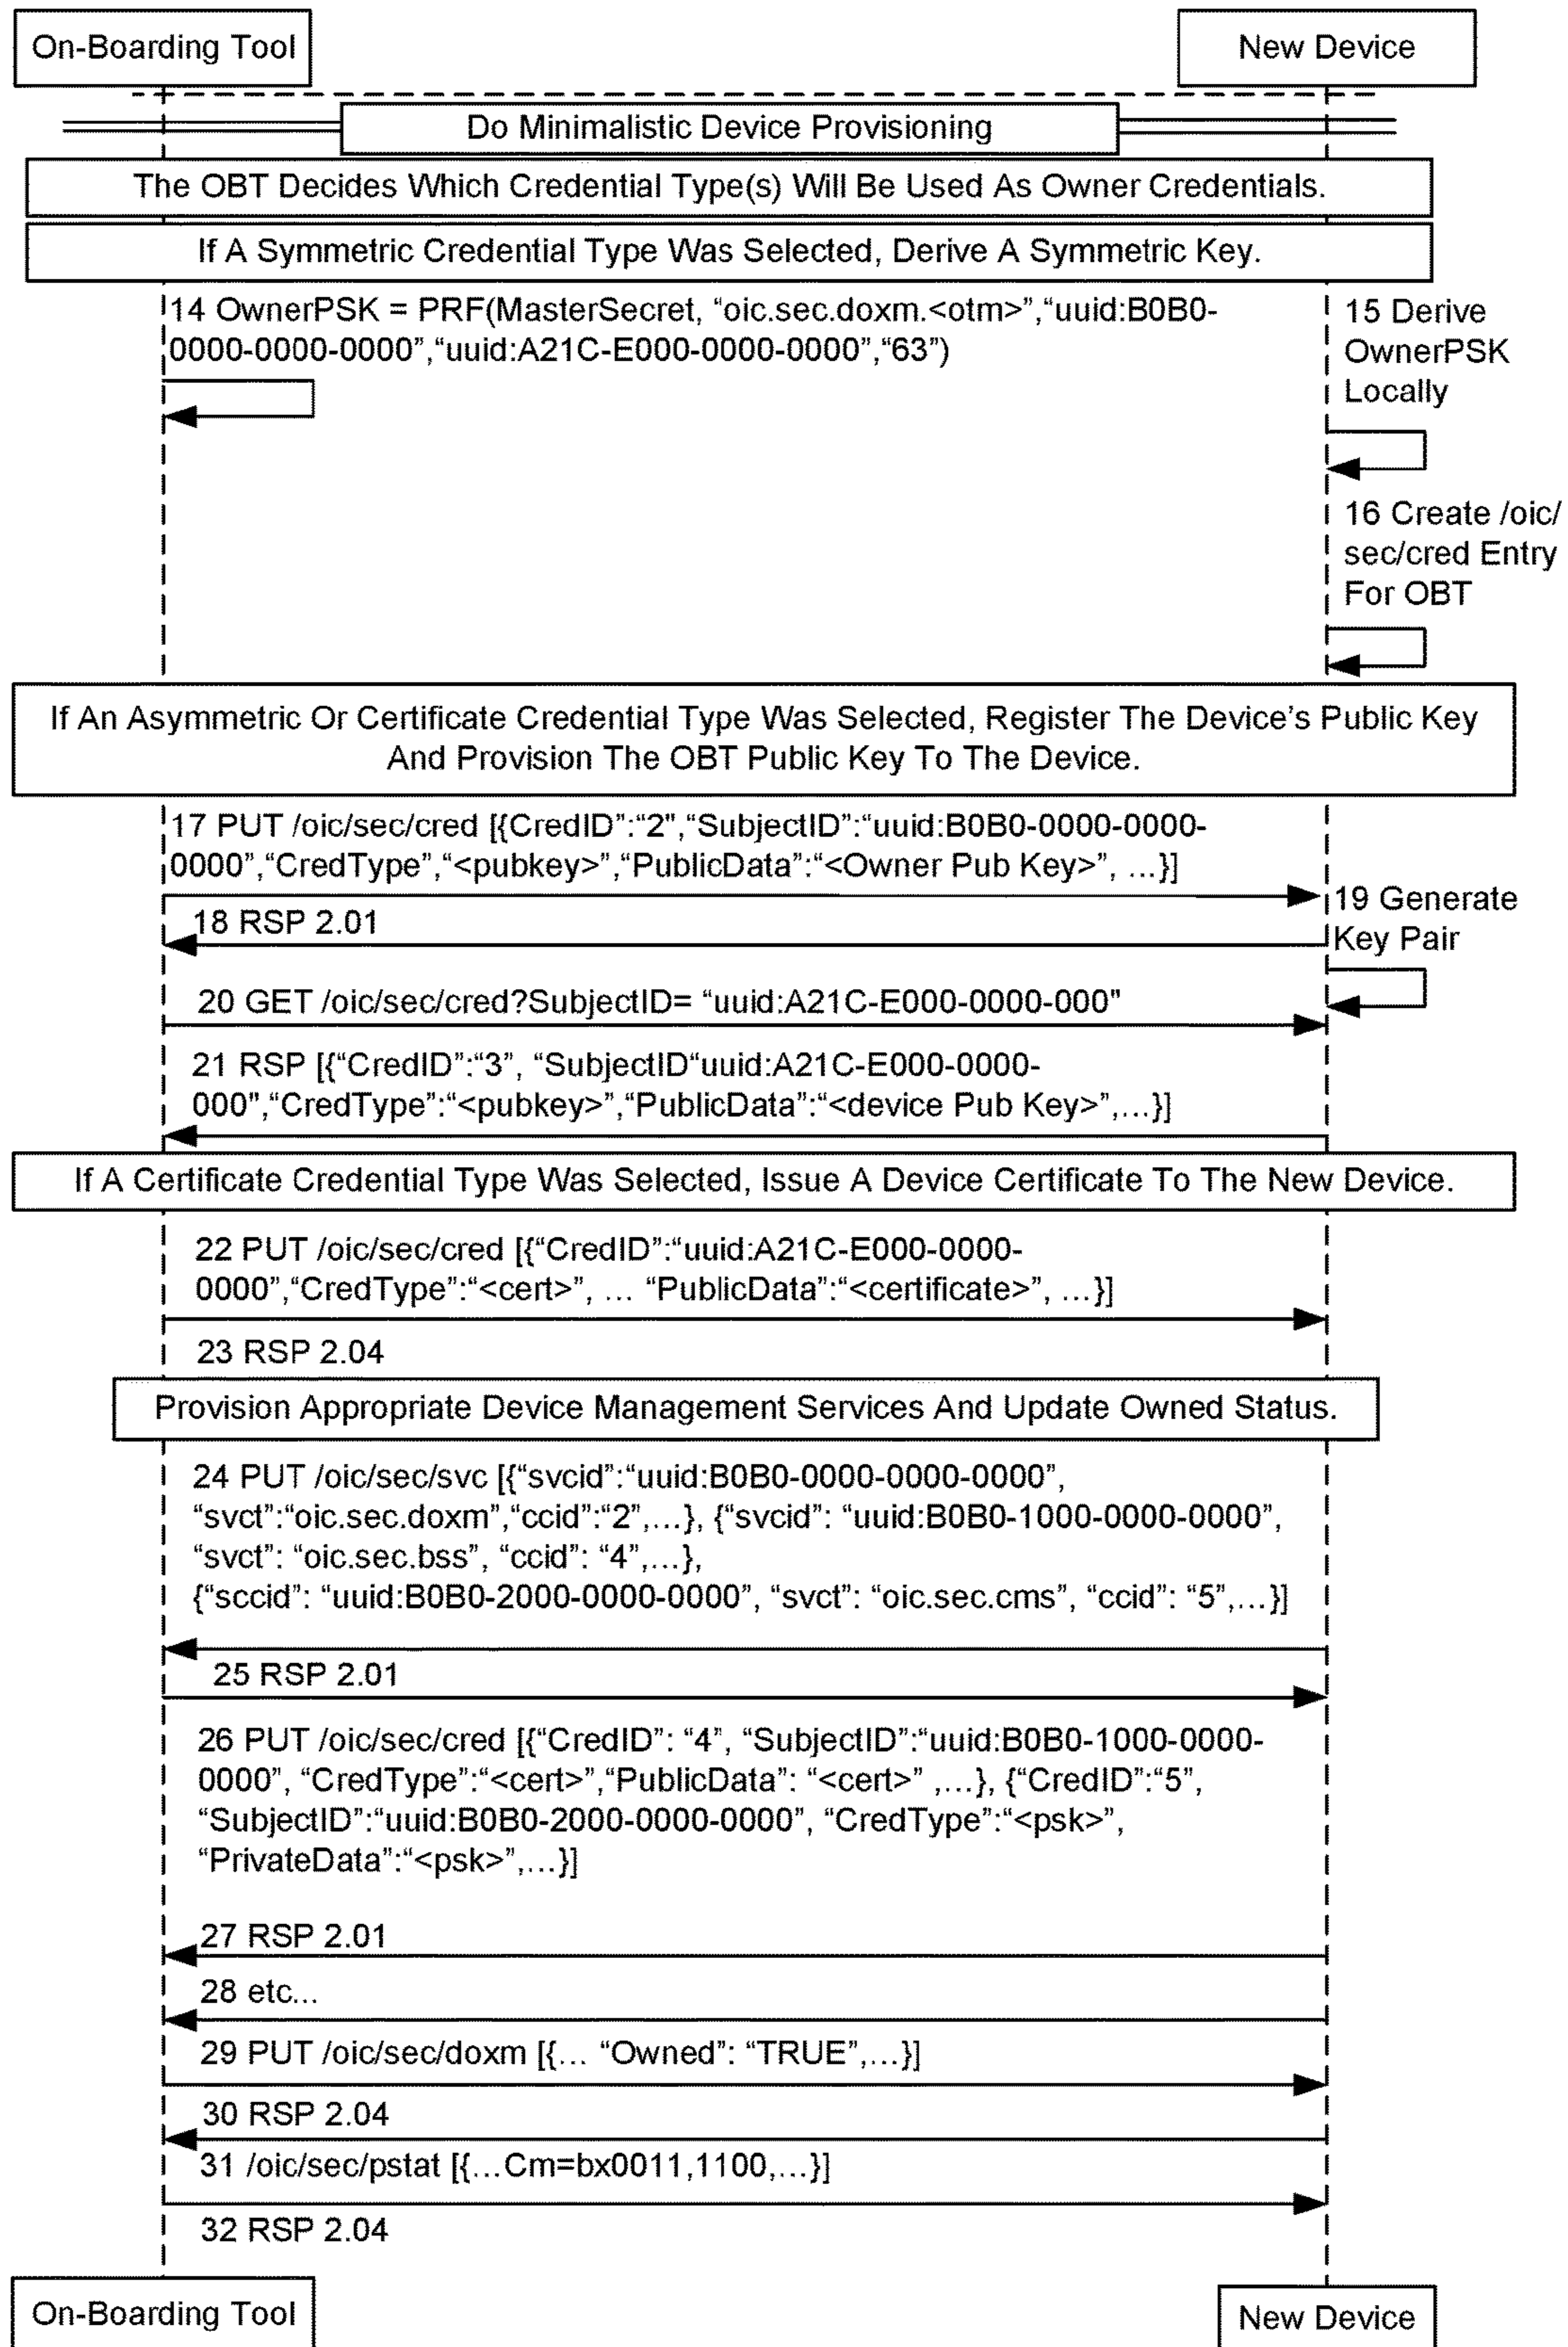 On-Boarding Tool
New Device
Do Minimalistic Device Provisioning
The OBT Decides Which Credential Type(s) Will Be Used As Owner Credentials.
If A Symmetric Credential Type Was Selected, Derive A Symmetric Key.
14 OwnerPSK = PRF(MasterSecret, “oic.sec.doxm.<otm>”,“uuid:B0B0-
0000-0000-0000”,“uuid:A21C-E000-0000-0000”,“63”)
15 Derive
OwnerPSK
Locally
16 Create /oic/
sec/cred Entry
For OBT
If An Asymmetric Or Certificate Credential Type Was Selected, Register The Device’s Public Key
And Provision The OBT Public Key To The Device.
17 PUT /oic/sec/cred [{CredID”:“2",“SubjectID”:“uuid:B0B0-0000-0000-
0000”,“CredType”,“<pubkey>”,“PublicData”:“<Owner Pub Key>”, ...}]
18 RSP 2.01
19 Generate
Key Pair
20 GET /oic/sec/cred?SubjectID= “uuid:A21C-E000-0000-000"
21 RSP [{“CredID”:“3”, “SubjectID“uuid:A21C-E000-0000-
000",“CredType”:“<pubkey>”,“PublicData”:“<device Pub Key>”,...}]
If A Certificate Credential Type Was Selected, Issue A Device Certificate To The New Device.
22 PUT /oic/sec/cred [{“CredID”:“uuid:A21C-E000-0000-
0000”,“CredType”:“<cert>”, ... “PublicData”:“<certificate>”, ...}]
23 RSP 2.04
Provision Appropriate Device Management Services And Update Owned Status.
24 PUT /oic/sec/svc [{“svcid”:“uuid:B0B0-0000-0000-0000”,
“svct”:“oic.sec.doxm”,“ccid”:“2”,...}, {“svcid”: “uuid:B0B0-1000-0000-0000”,
“svct”: “oic.sec.bss”, “ccid”: “4”,...},
{“sccid”: “uuid:B0B0-2000-0000-0000”, “svct”: “oic.sec.cms”, “ccid”: “5”,...}]
25 RSP 2.01
26 PUT /oic/sec/cred [{“CredID”: “4”, “SubjectID”:“uuid:B0B0-1000-0000-
0000”, “CredType”:“<cert>”,“PublicData”: “<cert>” ,...}, {“CredID”:“5”,
“SubjectID”:“uuid:B0B0-2000-0000-0000”, “CredType”:“<psk>”,
“PrivateData”:“<psk>”,...}]
27 RSP 2.01
28 etc...
29 PUT /oic/sec/doxm [{... “Owned”: “TRUE”,...}]
30 RSP 2.04
31 /oic/sec/pstat [{...Cm=bx0011,1100,...}]
32 RSP 2.04
On-Boarding Tool
New Device